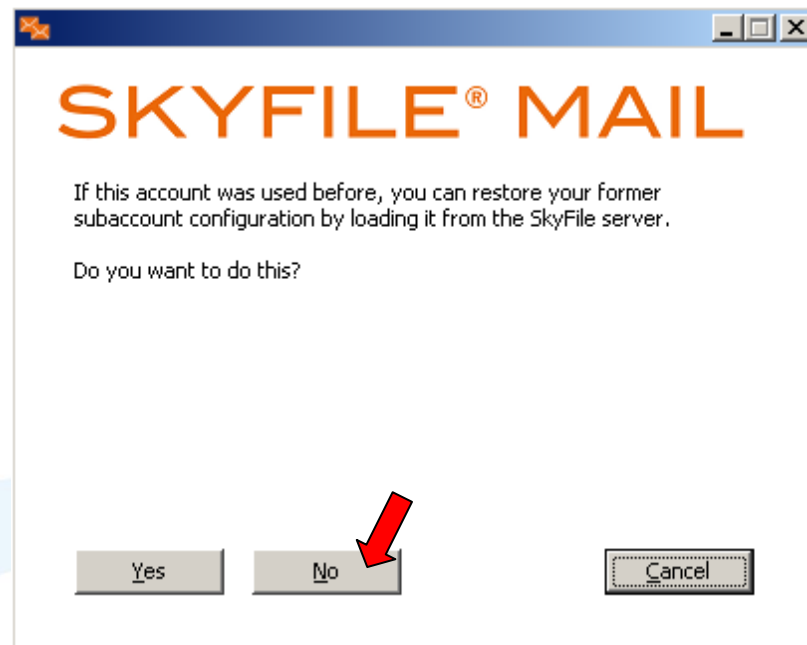 SKYFILE® MAIL
If this account was used before, you can restore your former
subaccount configuration by loading it from the SkyFile server.
Do you want to do this?
Yes No Cancel